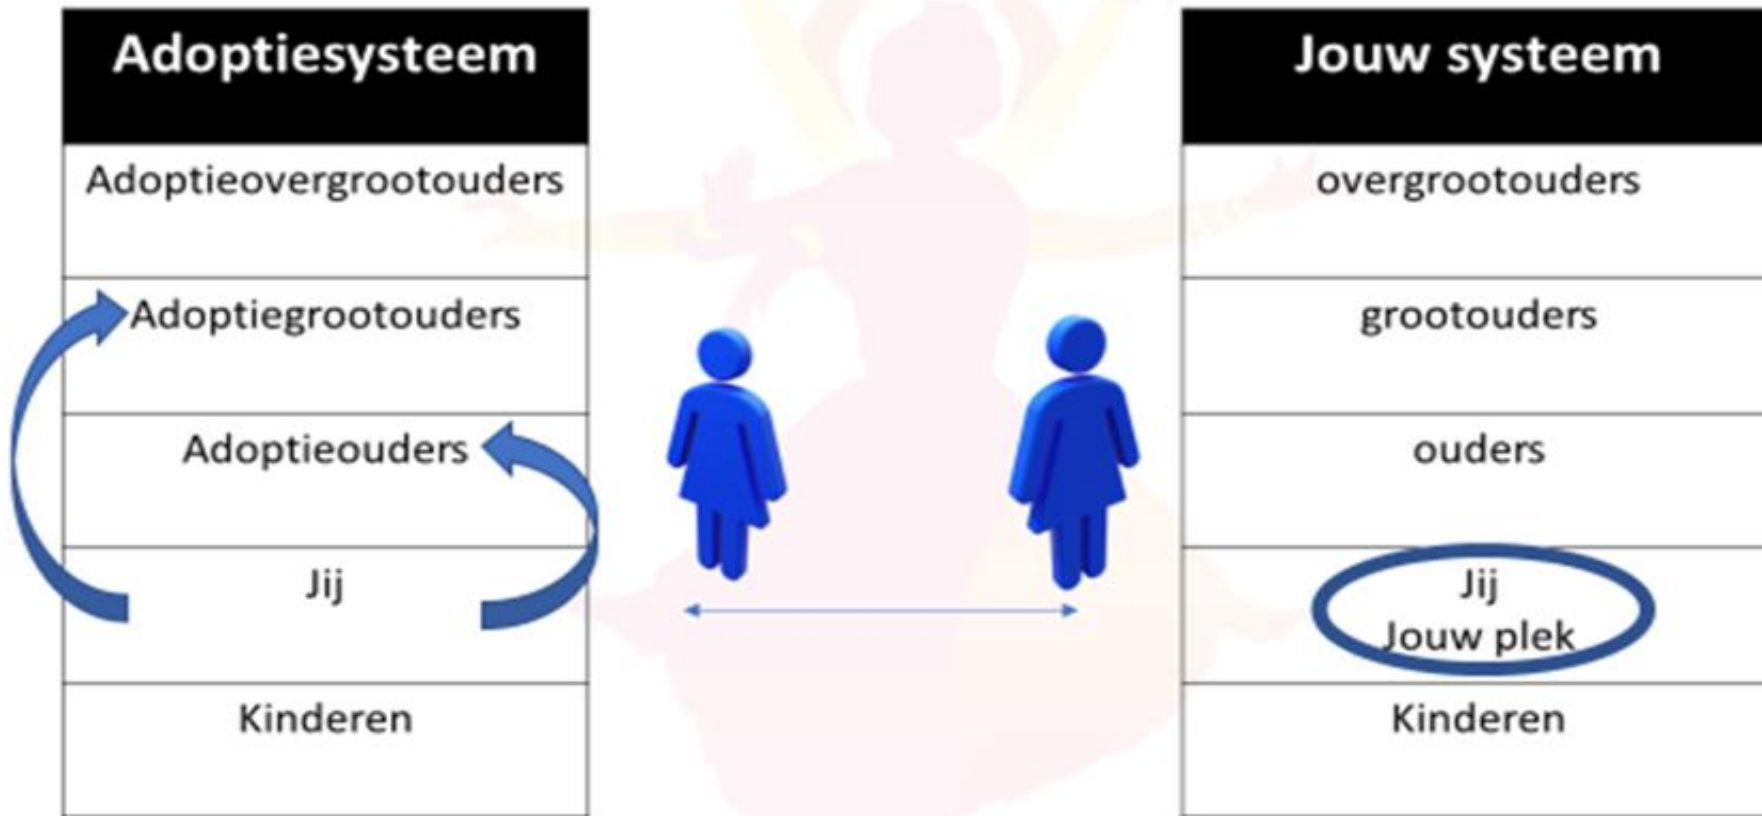 Adoptiesysteem
Adoptieovergrootouders
Adoptiegrootouders
Adoptieouders
Jij
Kinderen
Jouw systeem
overgrootouders
grootouders
ouders
Jij
Jouw plek
Kinderen